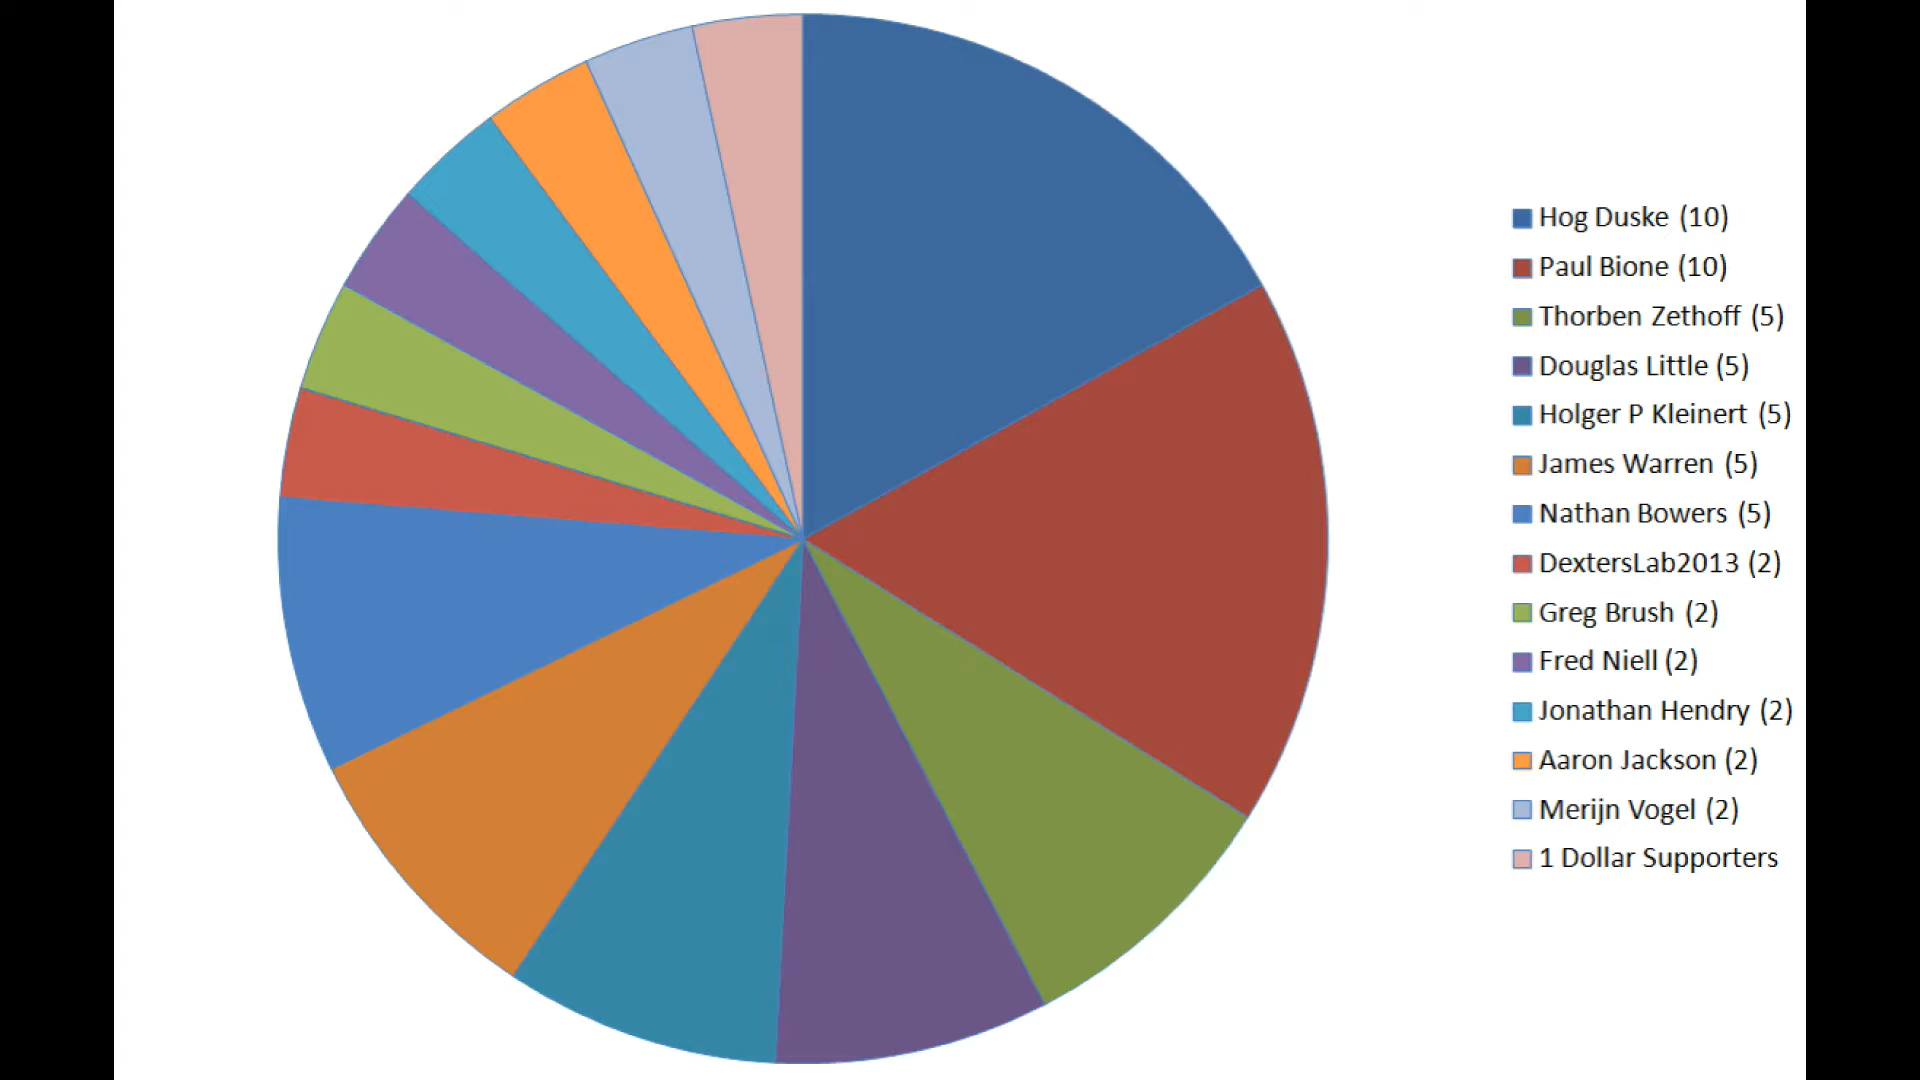 Hog Duske (10)
Paul Bione (10)
Thorben Zethoff (5)
Douglas Little (5)
Holger P Kleinert (5)
James Warren (5)
Nathan Bowers (5)
DextersLab2013 (2)
Greg Brush (2)
Fred Niell (2)
Jonathan Hendry (2)
Aaron Jackson (2)
Merijn Vogel (2)
1 Dollar Supporters